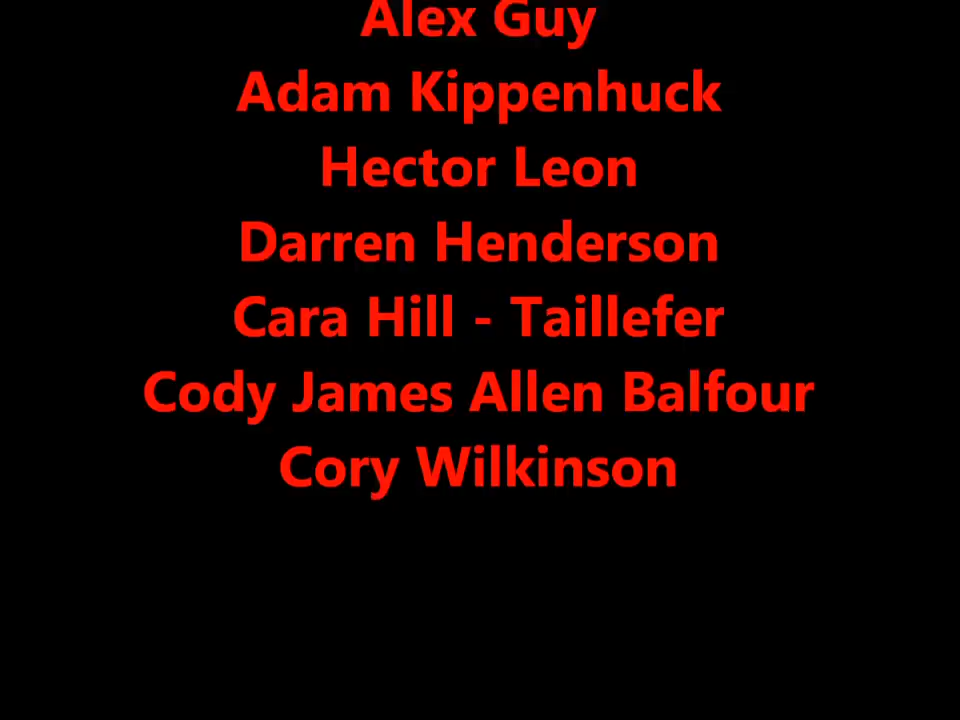 Alex Guy
Adam Kippenhuck
Hector Leon
Darren Henderson
Cara Hill - Taillefer
Cody James Allen Balfour
Cory Wilkinson